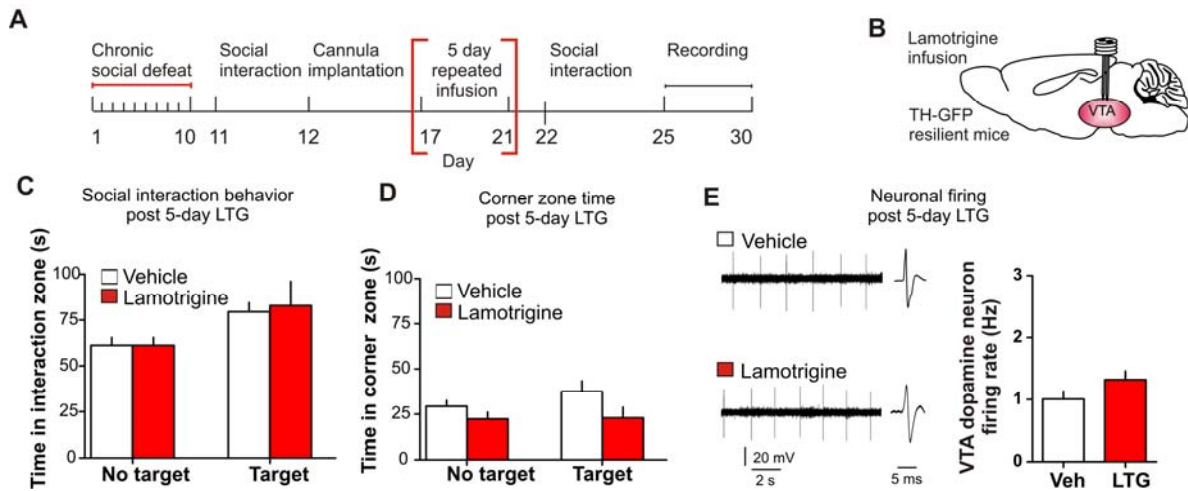 A
Chronic
social defeat
Social
interaction
Cannula
implantation
5 day
repeated
infusion
Social
interaction
Recording
1
10
11
12
17
21
22
25
30
Day
B
Lamotrigine
infusion
TH-GFP
resilient mice
VTA
C
Social interaction behavior
post 5-day LTG
Time in interaction zone (s)
100
75
50
25
0
Vehicle
Lamotrigine
No target
Target
D
Corner zone time
post 5-day LTG
Time in corner zone (s)
100
75
50
25
0
Vehicle
Lamotrigine
No target
Target
E
Neuronal firing
post 5-day LTG
Vehicle
Lamotrigine
20 mV
2 s
5 ms
VTA dopamine neuron
firing rate (Hz)
3
2
1
0
Veh
LTG